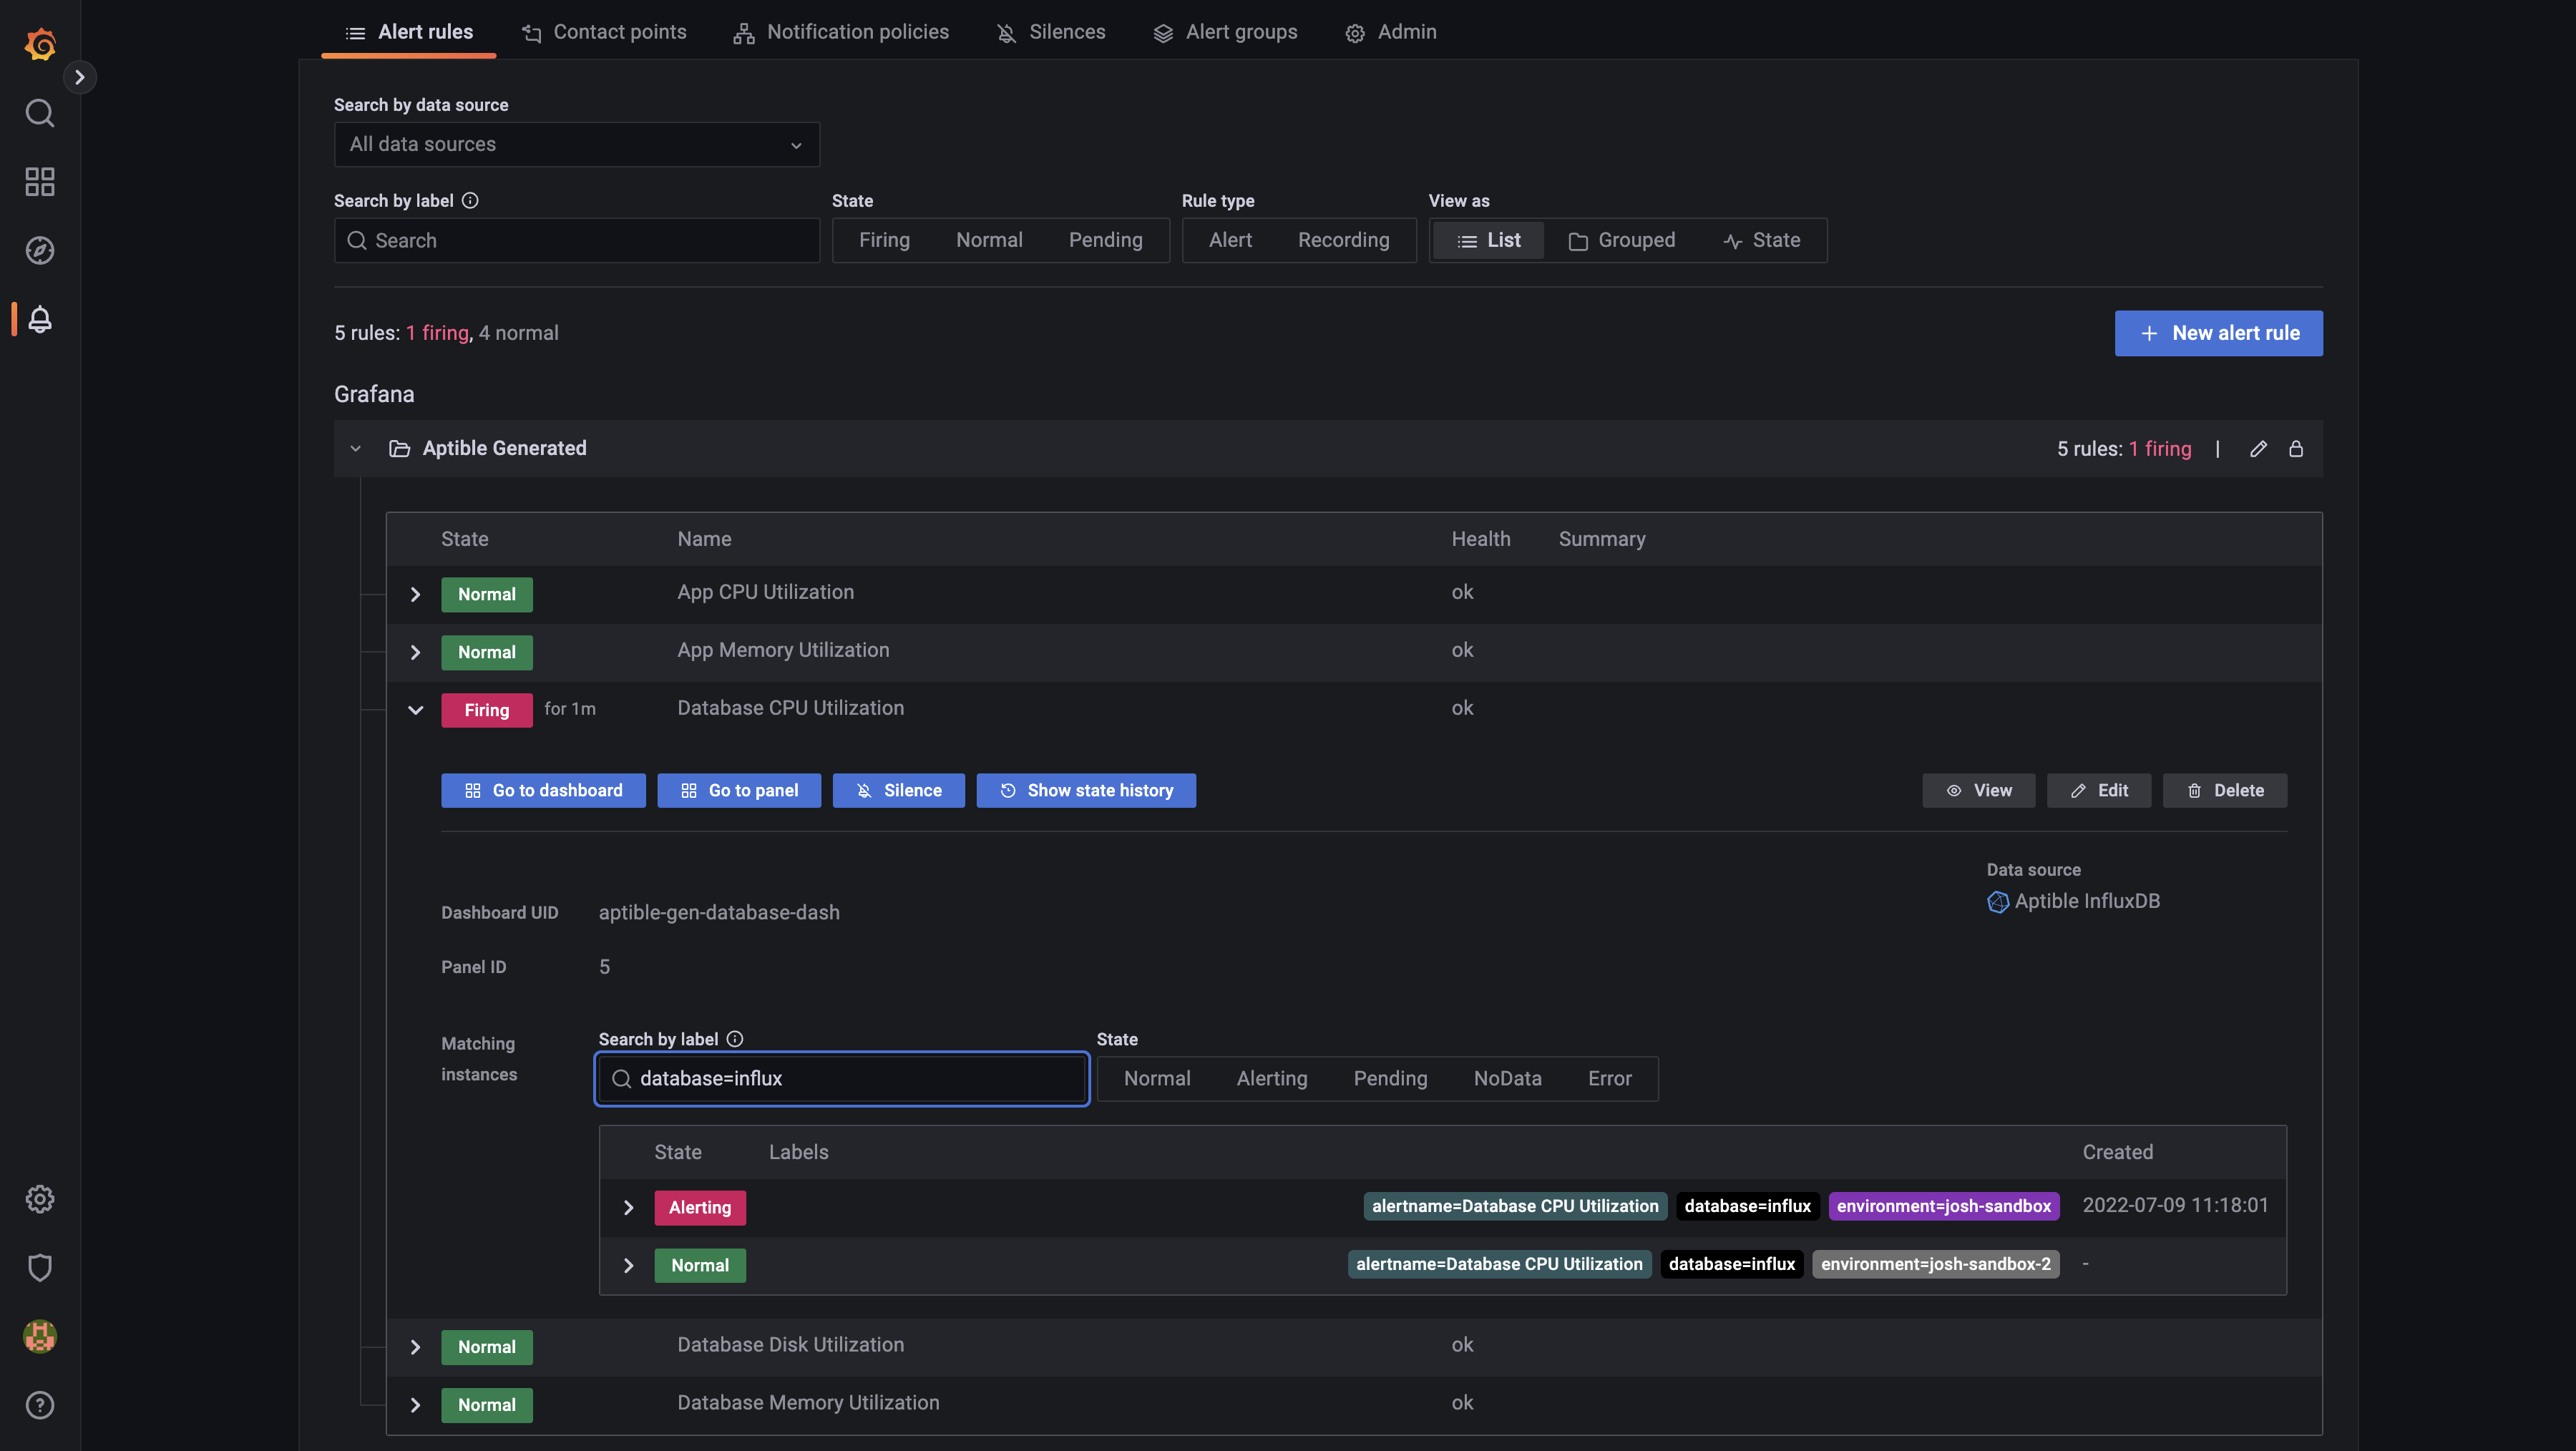 Alert rules Contact points Notification policies Silences Alert groups Admin
Search by data source
All data sources
Search by label State Rule type View as
Search Firing Normal Pending Alert Recording List Grouped State
5 rules: 1 firing, 4 normal New alert rule
Grafana
Aptible Generated 5 rules: 1 firing |
State Name Health Summary
Normal App CPU Utilization ok
Normal App Memory Utilization ok
Firing for 1m Database CPU Utilization ok
Go to dashboard Go to panel Silence Show state history View Edit Delete
Data source
Aptible InfluxDB
Dashboard UID aptible-gen-database-dash
Panel ID 5
Matching instances
Search by label State
database=influx Normal Alerting Pending NoData Error
State Labels Created
Alerting alertname=Database CPU Utilization database=influx environment=josh-sandbox 2022-07-09 11:18:01
Normal alertname=Database CPU Utilization database=influx environment=josh-sandbox-2 -
Normal Database Disk Utilization ok
Normal Database Memory Utilization ok